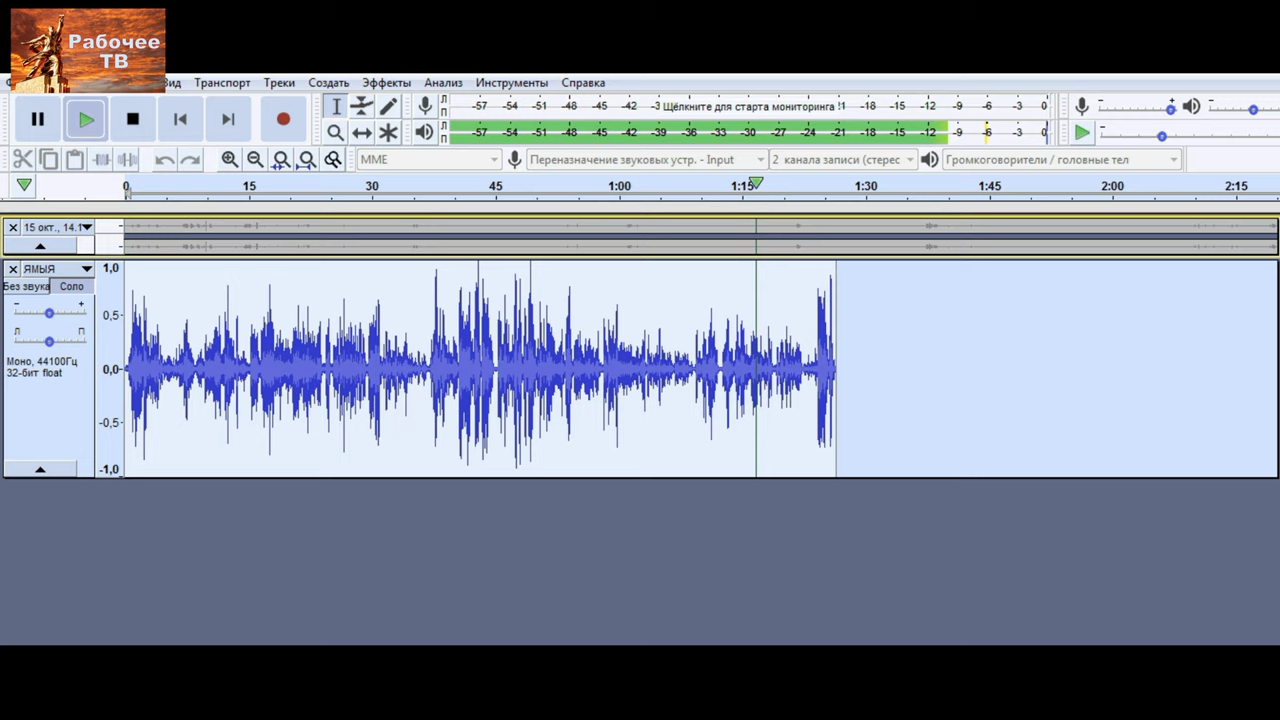 Рабочее
ТВ
Вид Транспорт Треки Создать Эффекты Анализ Инструменты Справка
Л
П
-57 -54 -51 -48 -45 -42 -3 Щёлкните для старта мониторинга !1 -18 -15 -12 -9 -6 -3 0
Л
П
-57 -54 -51 -48 -45 -42 -39 -36 -33 -30 -27 -24 -21 -18 -15 -12 -9 -6 -3 0
MME Переназначение звуковых устр. - Input 2 канала записи (стерес Громкоговорители / головные тел
0 15 30 45 1:00 1:15 1:30 1:45 2:00 2:15
15 окт., 14.1
ЯМЫЯ
Без звука Соло
- +
Л П
Моно, 44100Гц
32-бит float
1,0
0,5-
0,0-
-0,5-
-1,0